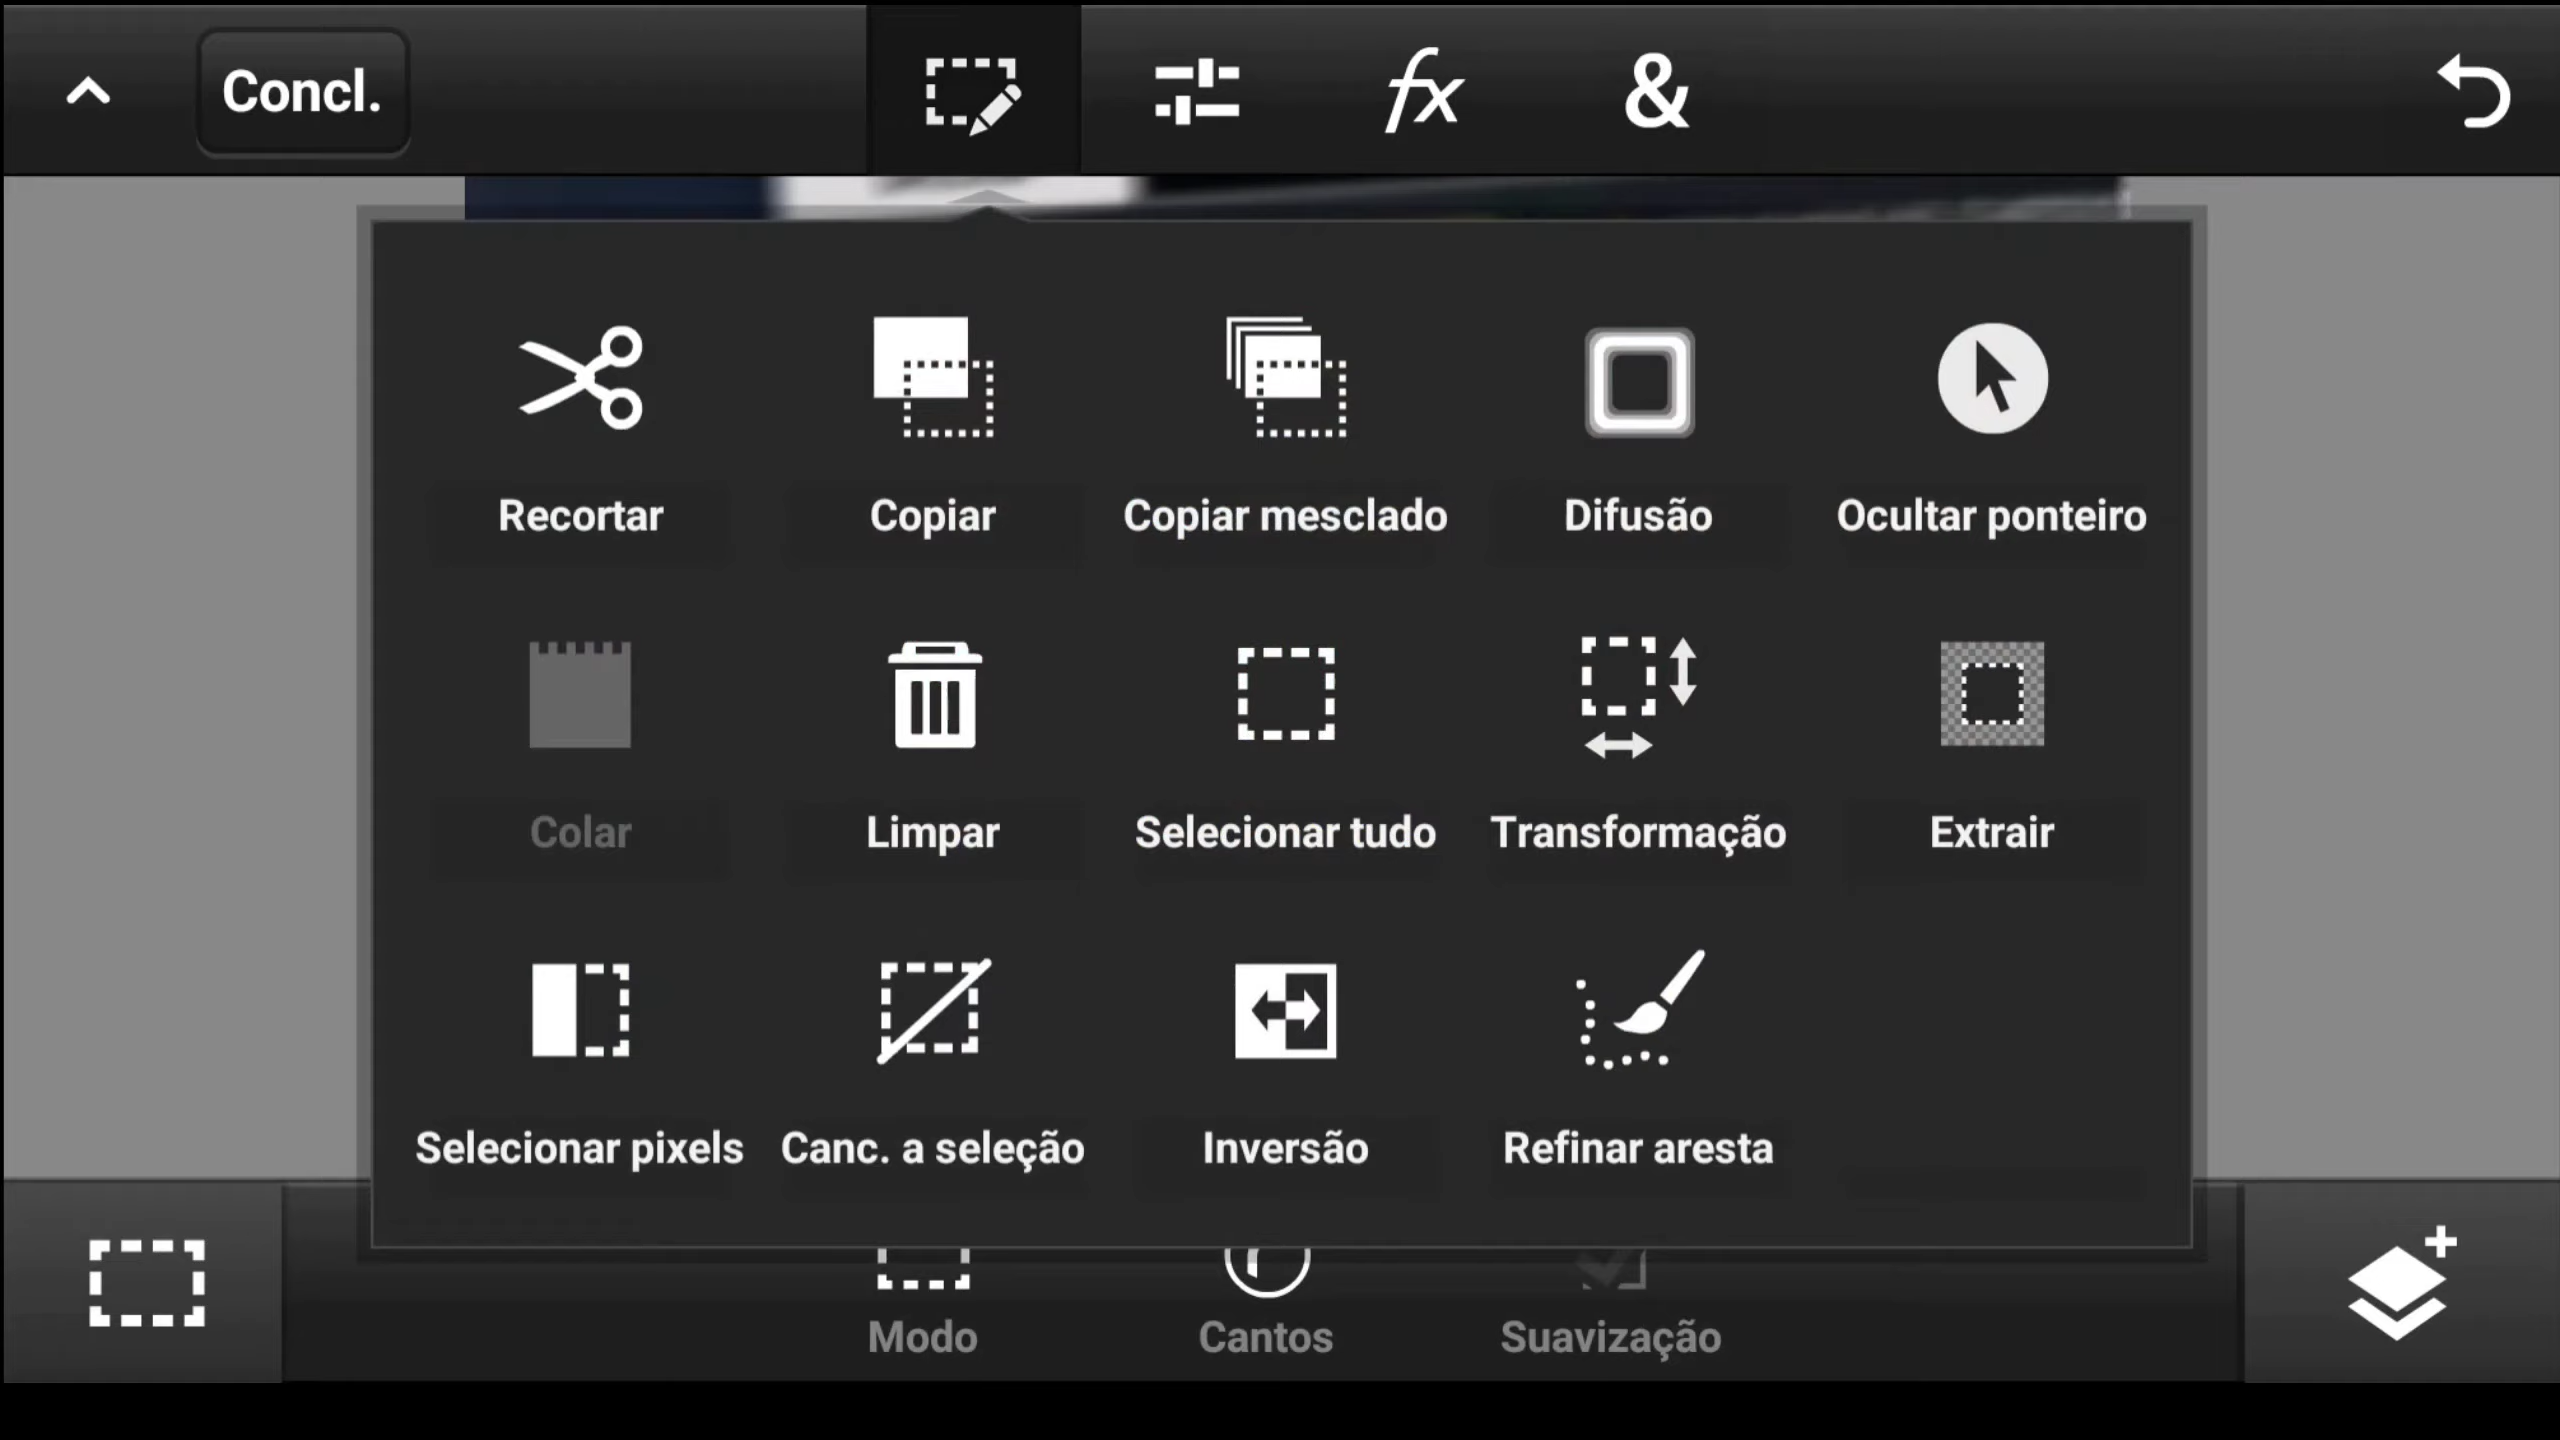 Concl.
fx
&
Recortar
Copiar
Copiar mesclado
Difusão
Ocultar ponteiro
Colar
Limpar
Selecionar tudo
Transformação
Extrair
Selecionar pixels
Canc. a seleção
Inversão
Refinar aresta
Modo
Cantos
Suavização